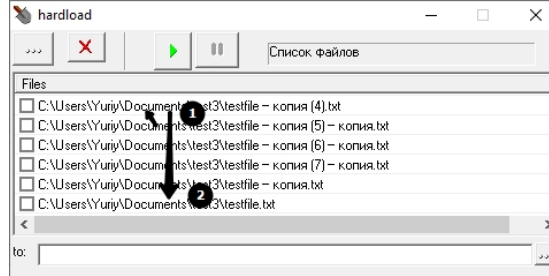 hardload
...
Список файлов
Files
C:\Users\Yuriy\Documents\test3\testfile – копия (4).txt
C:\Users\Yuriy\Documents\test3\testfile – копия (5) – копия.txt
C:\Users\Yuriy\Documents\test3\testfile – копия (6) – копия.txt
C:\Users\Yuriy\Documents\test3\testfile – копия (7) – копия.txt
C:\Users\Yuriy\Documents\test3\testfile – копия.txt
C:\Users\Yuriy\Documents\test3\testfile.txt
1
2
to:
...